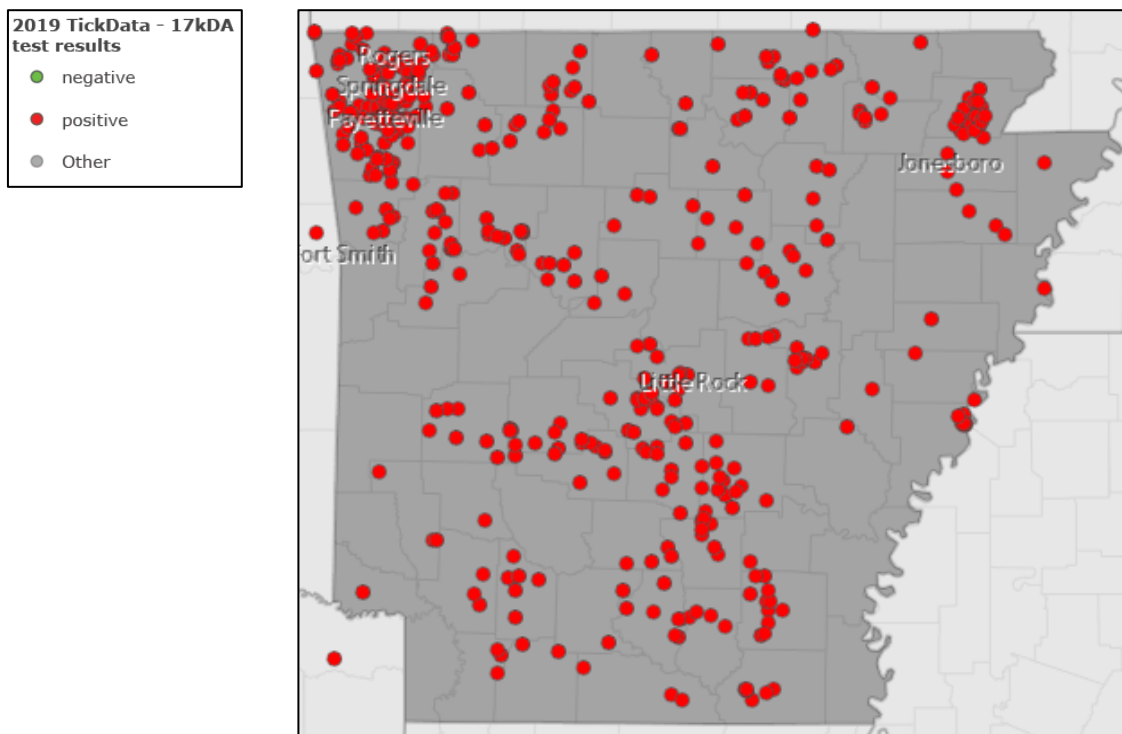 2019 TickData - 17kDA
test results
negative
positive
Other
Rogers
Springdale
Fayetteville
Jonesboro
Fort Smith
Little Rock